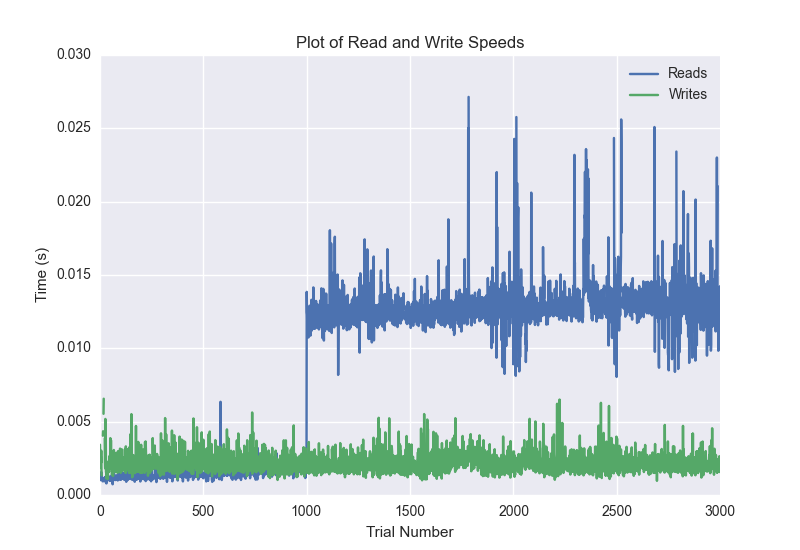 Plot of Read and Write Speeds
0.030
0.025
0.020
0.015
0.010
0.005
0.000
Time (s)
Reads
Writes
0 500 1000 1500 2000 2500 3000
Trial Number